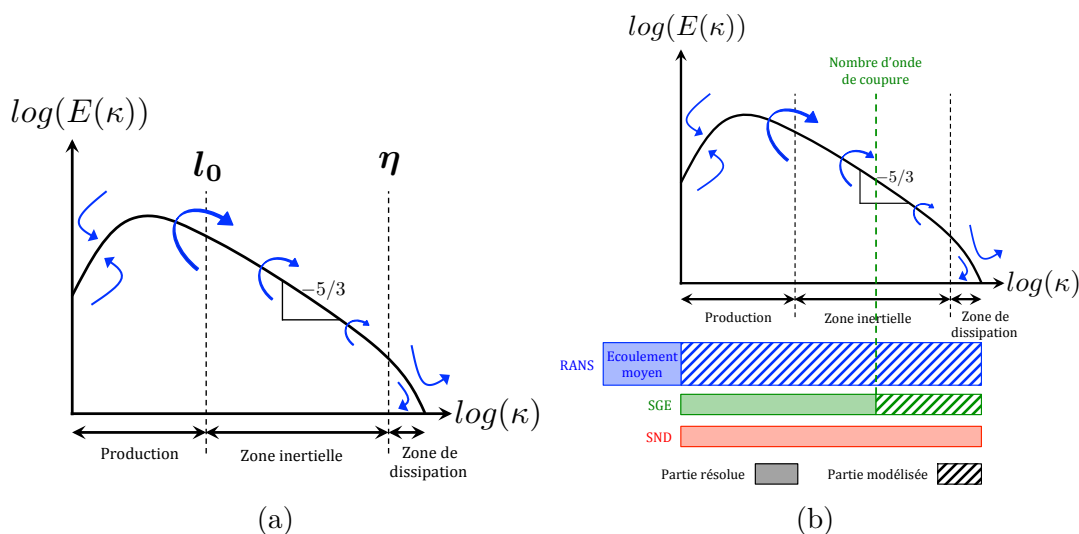 log(E(κ))
l₀
η
−5/3
log(κ)
Production
Zone inertielle
Zone de
dissipation
(a)
log(E(κ))
Nombre d'onde
de coupure
−5/3
log(κ)
Production
Zone inertielle
Zone de
dissipation
RANS
Ecoulement
moyen
SGE
SND
Partie résolue
Partie modélisée
(b)